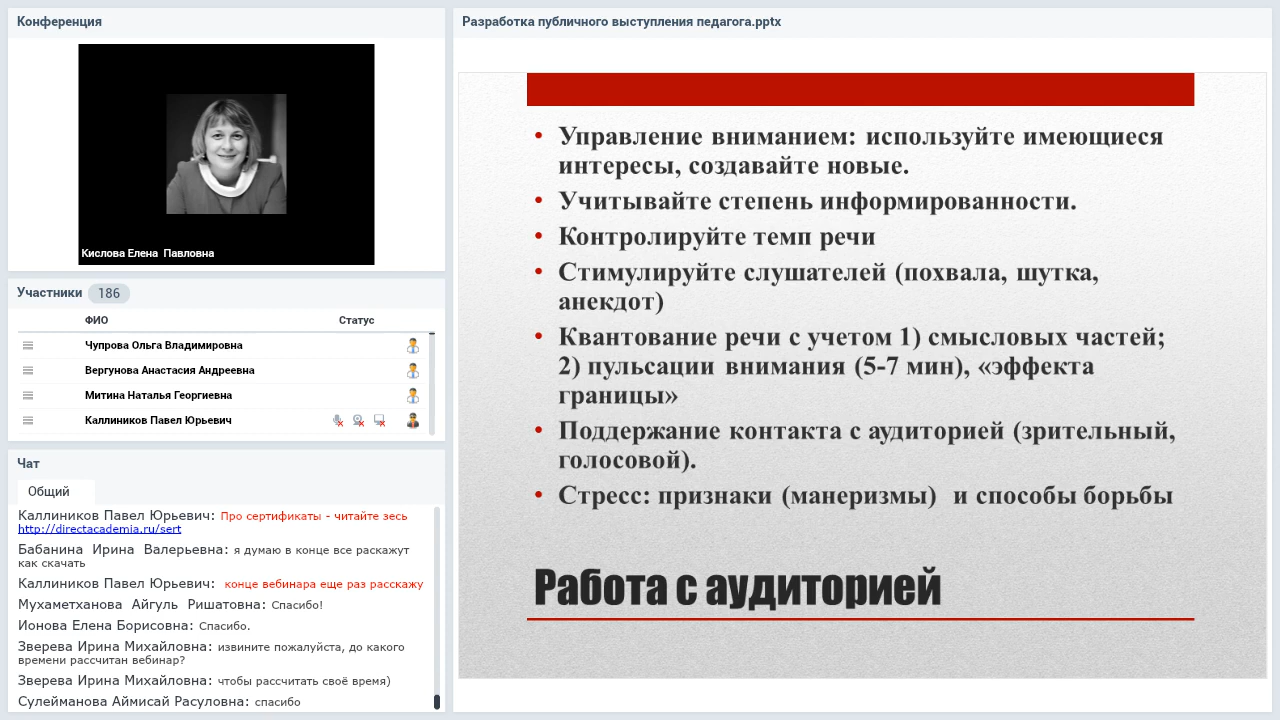 Конференция
Кислова Елена  Павловна
Участники 186
ФИО Статус
Чупрова Ольга Владимировна
Вергунова Анастасия Андреевна
Митина Наталья Георгиевна
Каллиников Павел Юрьевич
Чат
Общий
Каллиников Павел Юрьевич: Про сертификаты - читайте зесь
http://directacademia.ru/sert
Бабанина  Ирина  Валерьевна: я думаю в конце все раскажут
как скачать
Каллиников Павел Юрьевич:  конце вебинара еще раз расскажу
Мухаметханова  Айгуль  Ришатовна: Спасибо!
Ионова Елена Борисовна: Спасибо.
Зверева Ирина Михайловна: извините пожалуйста, до какого
времени рассчитан вебинар?
Зверева Ирина Михайловна: чтобы рассчитать своё время)
Сулейманова Аймисай Расуловна: спасибо
Разработка публичного выступления педагога.pptx
• Управление вниманием: используйте имеющиеся
интересы, создавайте новые.
• Учитывайте степень информированности.
• Контролируйте темп речи
• Стимулируйте слушателей (похвала, шутка,
анекдот)
• Квантование речи с учетом 1) смысловых частей;
2) пульсации внимания (5-7 мин), «эффекта
границы»
• Поддержание контакта с аудиторией (зрительный,
голосовой).
• Стресс: признаки (манеризмы)  и способы борьбы
Работа с аудиторией